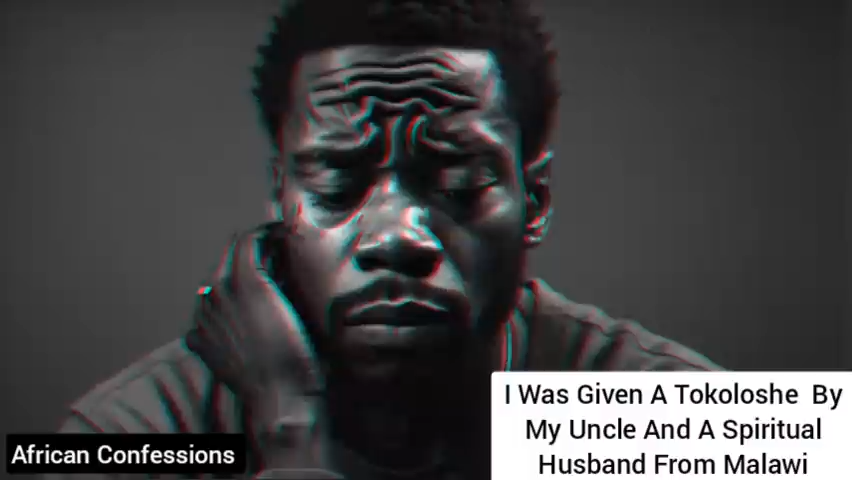 I Was Given A Tokoloshe By
My Uncle And A Spiritual
Husband From Malawi
African Confessions